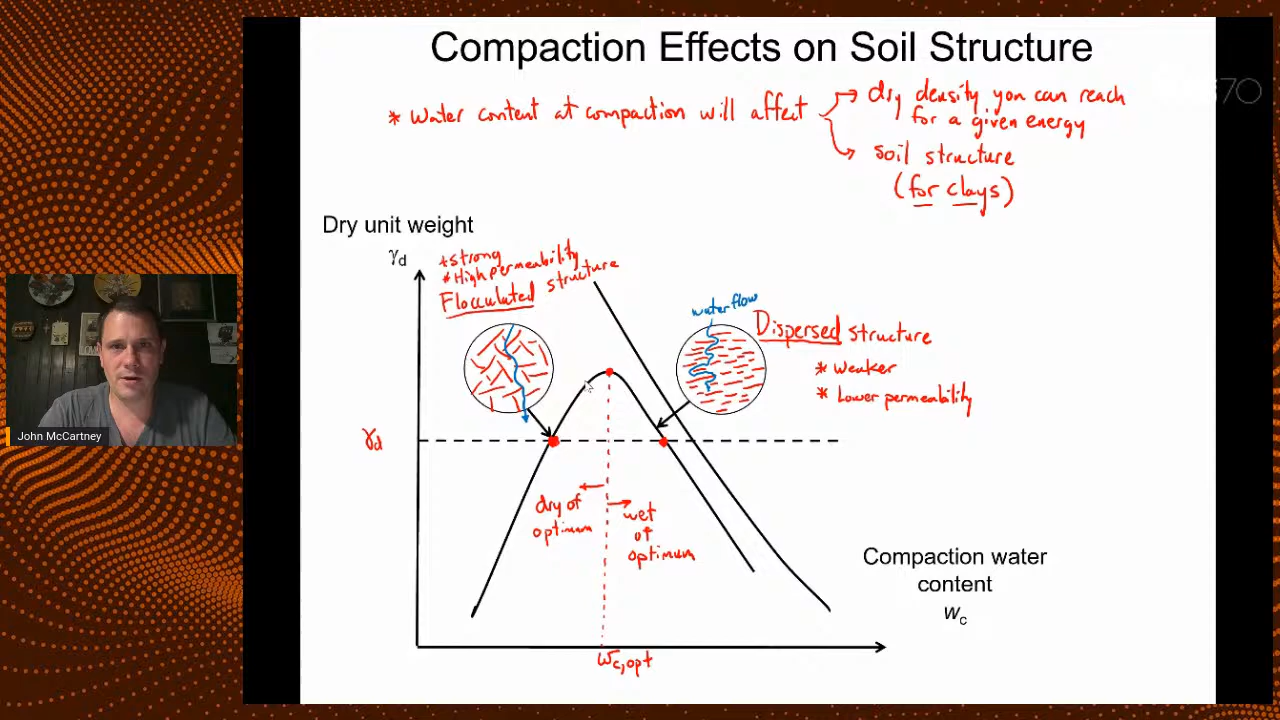 Compaction Effects on Soil Structure
* Water content at compaction will affect
dry density you can reach
for a given energy
soil structure
(for clays)
Dry unit weight
γd
*strong
*High permeability
Flocculated structure
water flow
Dispersed structure
* weaker
* Lower permeability
γd
dry of
optimum
wet
of
optimum
Compaction water
content
wc
wc,opt
John McCartney
70